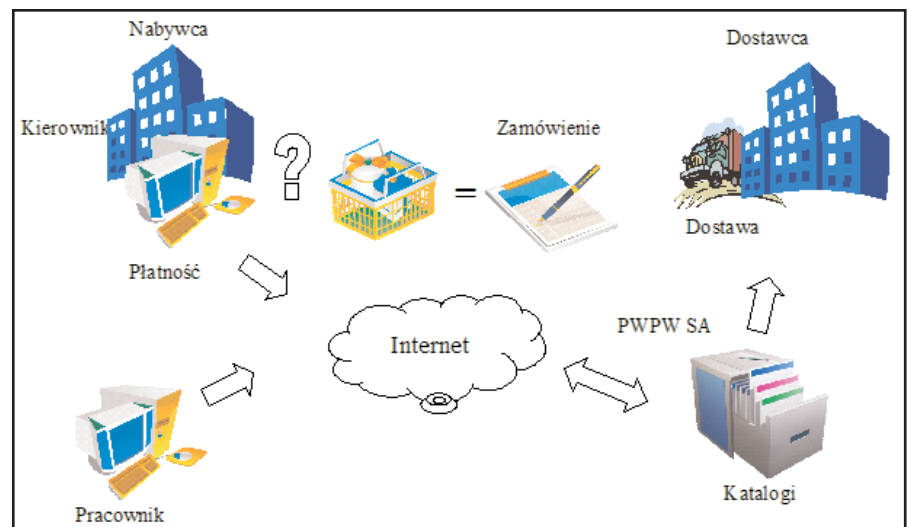 Nabywca
Dostawca
Kierownik
Zamówienie
?
=
Dostawa
Płatność
PWPW SA
Internet
Katalogi
Pracownik